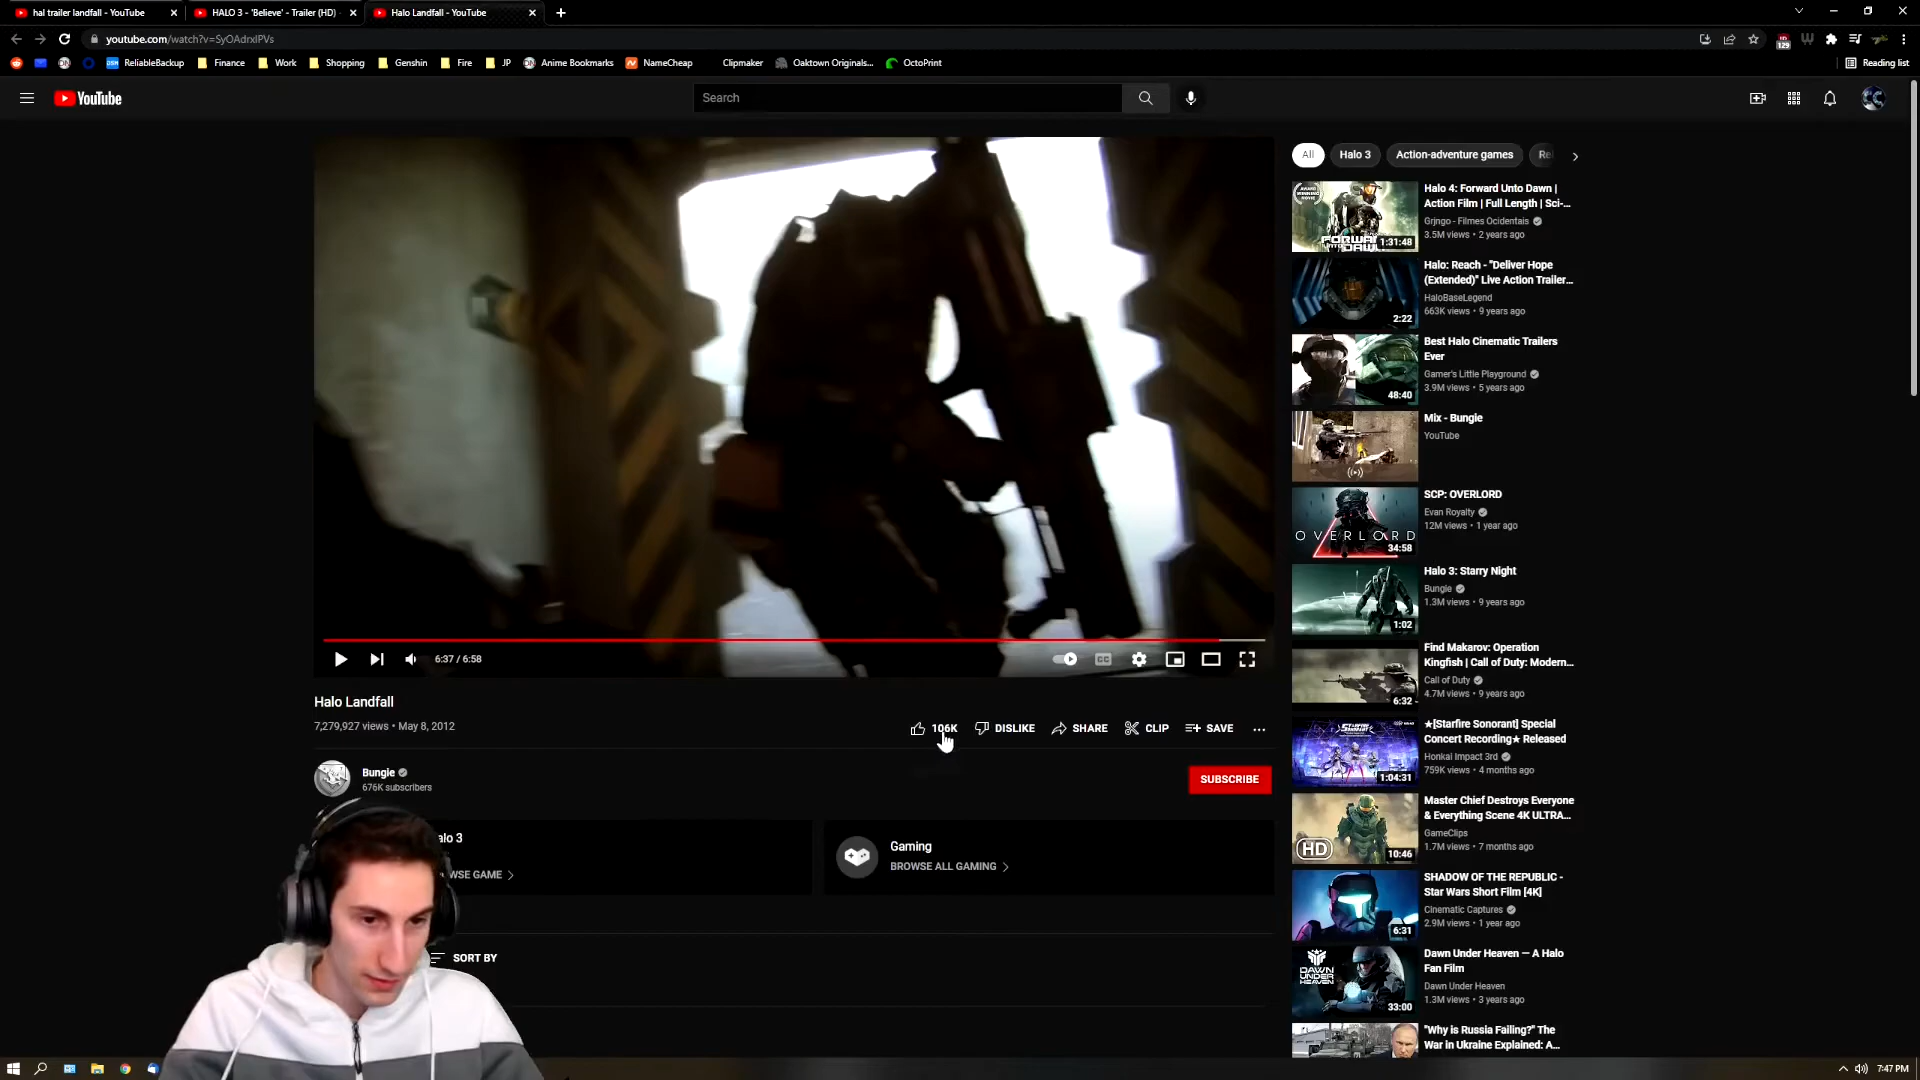 hal trailer landfall - YouTube
HALO 3 - 'Believe' - Trailer (HD)
Halo Landfall - YouTube
youtube.com/watch?v=SyOAdrxIPVs
129
ReliableBackup
Finance
Work
Shopping
Genshin
Fire
JP
Anime Bookmarks
NameCheap
Clipmaker
Oaktown Originals...
OctoPrint
Reading list
YouTube
Search
6:37 / 6:58
CC
Halo Landfall
7,279,927 views • May 8, 2012
106K
DISLIKE
SHARE
CLIP
SAVE
Bungie
676K subscribers
SUBSCRIBE
alo 3
WSE GAME
Gaming
BROWSE ALL GAMING
SORT BY
All
Halo 3
Action-adventure games
Halo 4: Forward Unto Dawn |
Action Film | Full Length | Sci-...
Grjngo - Filmes Ocidentais
3.5M views • 2 years ago
1:31:48
Halo: Reach - "Deliver Hope
(Extended)" Live Action Trailer...
HaloBaseLegend
663K views • 9 years ago
2:22
Best Halo Cinematic Trailers
Ever
Gamer's Little Playground
3.9M views • 5 years ago
48:40
Mix - Bungie
YouTube
SCP: OVERLORD
Evan Royalty
12M views • 1 year ago
OVERLORD
34:58
Halo 3: Starry Night
Bungie
1.3M views • 9 years ago
1:02
Find Makarov: Operation
Kingfish | Call of Duty: Modern...
Call of Duty
4.7M views • 9 years ago
6:32
★[Starfire Sonorant] Special
Concert Recording★ Released
Honkai Impact 3rd
759K views • 4 months ago
1:04:31
Master Chief Destroys Everyone
& Everything Scene 4K ULTRA...
GameClips
1.7M views • 7 months ago
HD
10:46
SHADOW OF THE REPUBLIC -
Star Wars Short Film [4K]
Cinematic Captures
2.9M views • 1 year ago
6:31
Dawn Under Heaven — A Halo
Fan Film
Dawn Under Heaven
1.3M views • 3 years ago
DAWN
UNDER
HEAVEN
33:00
"Why is Russia Failing?" The
War in Ukraine Explained: A...
7:47 PM